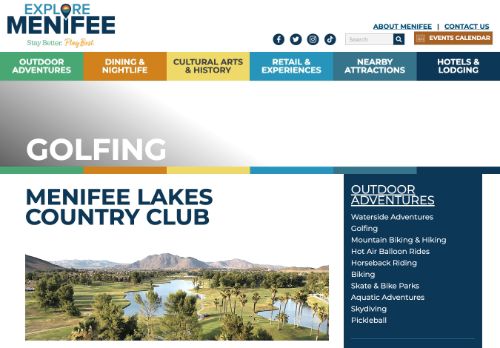 EXPLORE
MENIFEE
Stay Better. Play Best.
ABOUT MENIFEE | CONTACT US
Search
EVENTS CALENDAR
OUTDOOR
ADVENTURES
DINING &
NIGHTLIFE
CULTURAL ARTS
& HISTORY
RETAIL &
EXPERIENCES
NEARBY
ATTRACTIONS
HOTELS &
LODGING
GOLFING
MENIFEE LAKES
COUNTRY CLUB
OUTDOOR
ADVENTURES
Waterside Adventures
Golfing
Mountain Biking & Hiking
Hot Air Balloon Rides
Horseback Riding
Biking
Skate & Bike Parks
Aquatic Adventures
Skydiving
Pickleball